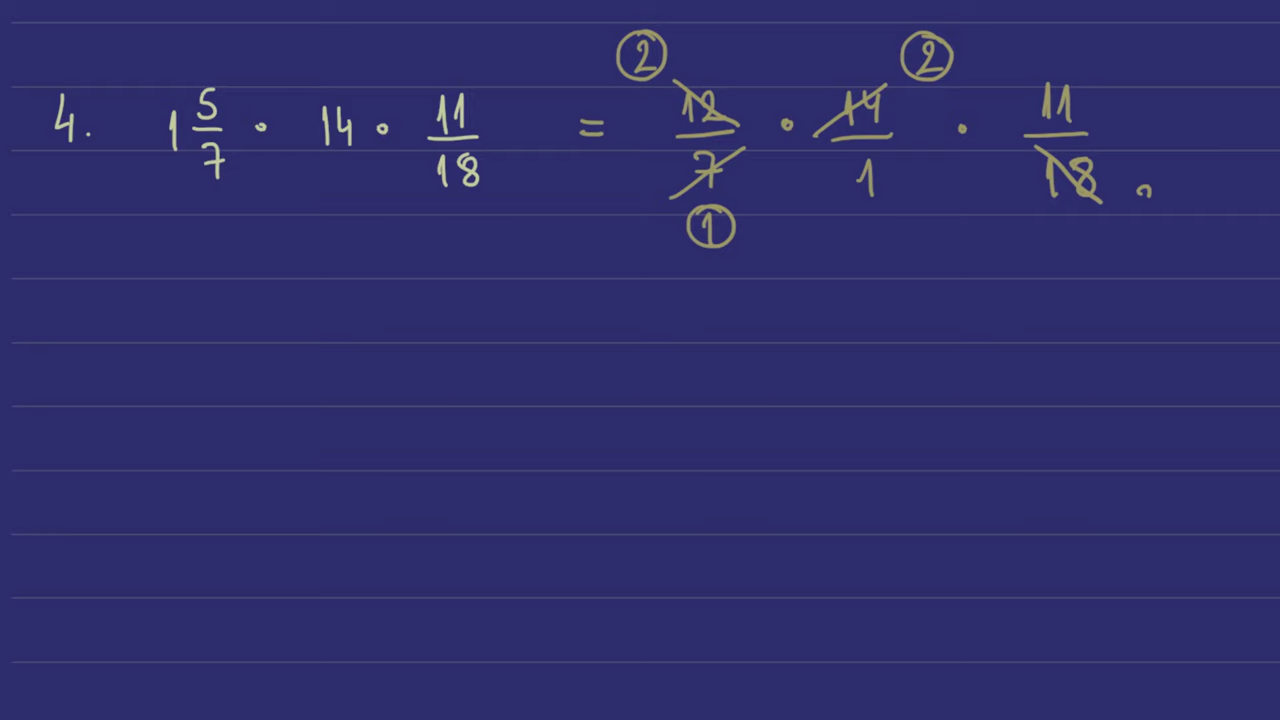 4. 1 5/7 · 14 · 11/18 = 12/7 · 14/1 · 11/18
② ② ①